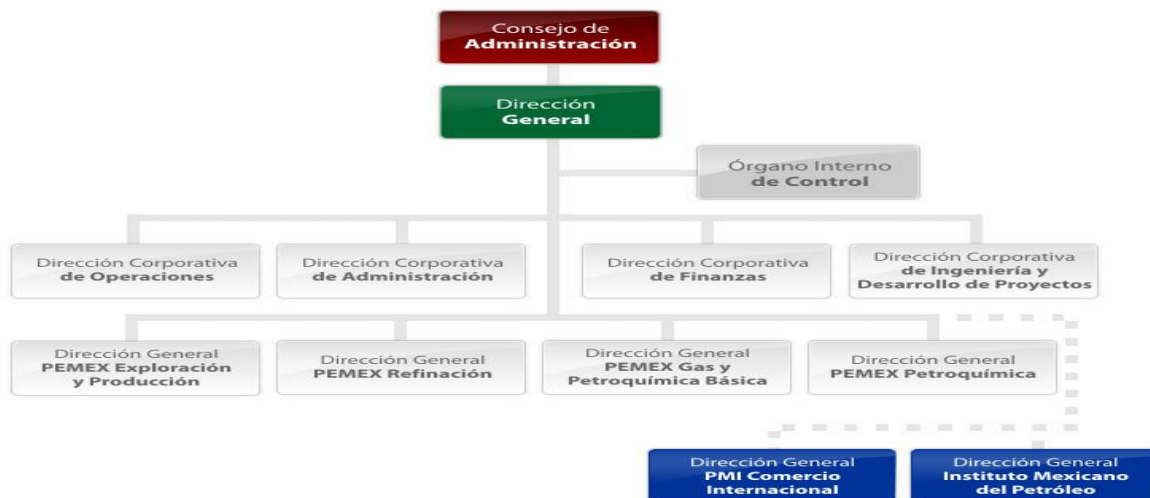 Consejo de
Administración
Dirección
General
Órgano Interno
de Control
Dirección Corporativa
de Operaciones
Dirección Corporativa
de Administración
Dirección Corporativa
de Finanzas
Dirección Corporativa
de Ingeniería y
Desarrollo de Proyectos
Dirección General
PEMEX Exploración
y Producción
Dirección General
PEMEX Refinación
Dirección General
PEMEX Gas y
Petroquímica Básica
Dirección General
PEMEX Petroquímica
Dirección General
PMI Comercio
Internacional
Dirección General
Instituto Mexicano
del Petróleo